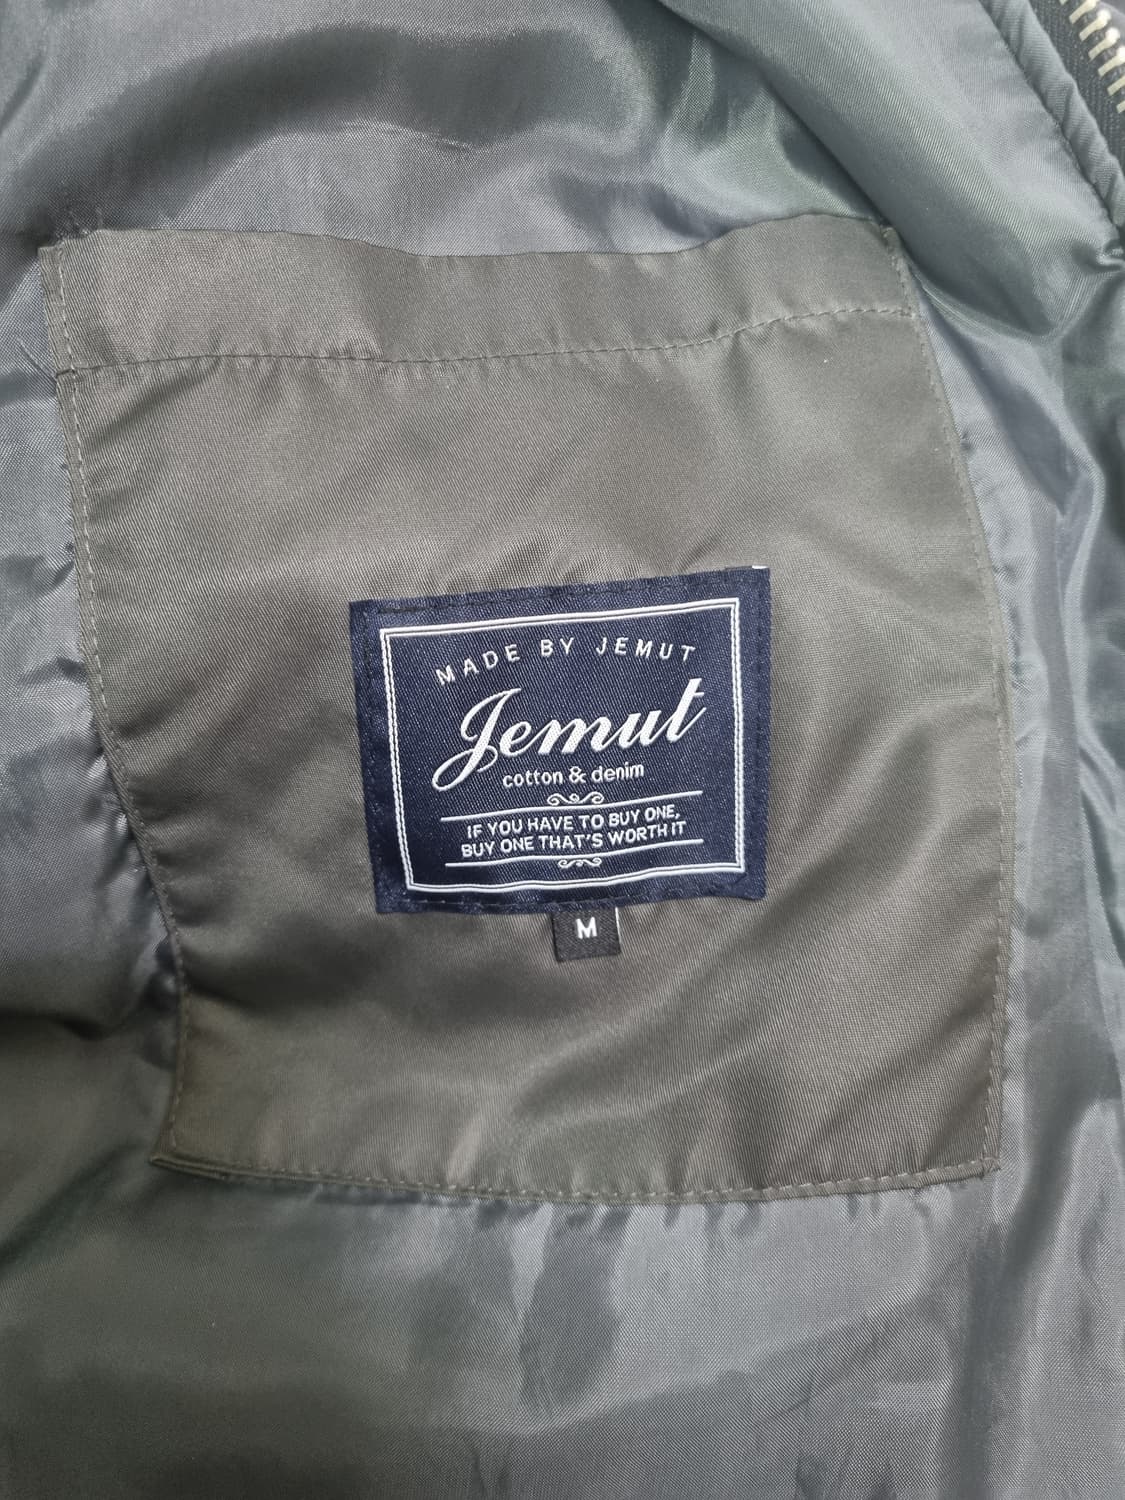 MADE BY JEMUT
Jemut
cotton & denim
IF YOU HAVE TO BUY ONE,
BUY ONE THAT'S WORTH IT
M